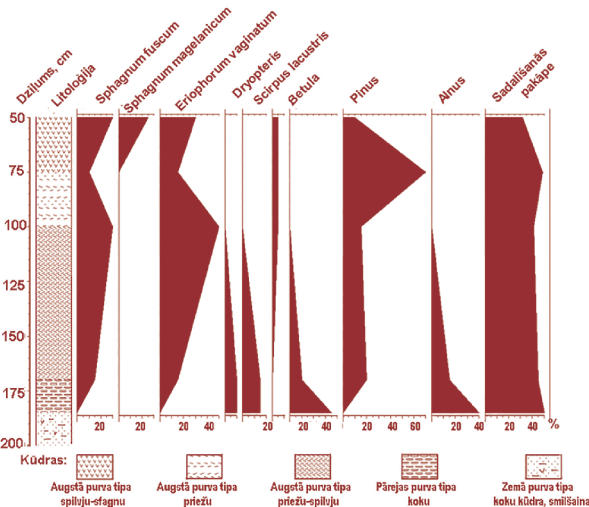 Dziļums, cm
Litoloģija
Sphagnum fuscum
Sphagnum magelanicum
Eriophorum vaginatum
Dryopteris
Scirpus lacustris
Betula
Pinus
Alnus
Sadalīšanās
pakāpe
50
75
100
125
150
175
200
20 20 20 40 20 20 20 40 20 40 60 20 40 20 40 %
Kūdras:
Augstā purva tipa
spilvju-sfagnu
Augstā purva tipa
priežu
Augstā purva tipa
priežu-spilvju
Pārejas purva tipa
koku
Zemā purva tipa
koku kūdra, smilšaina